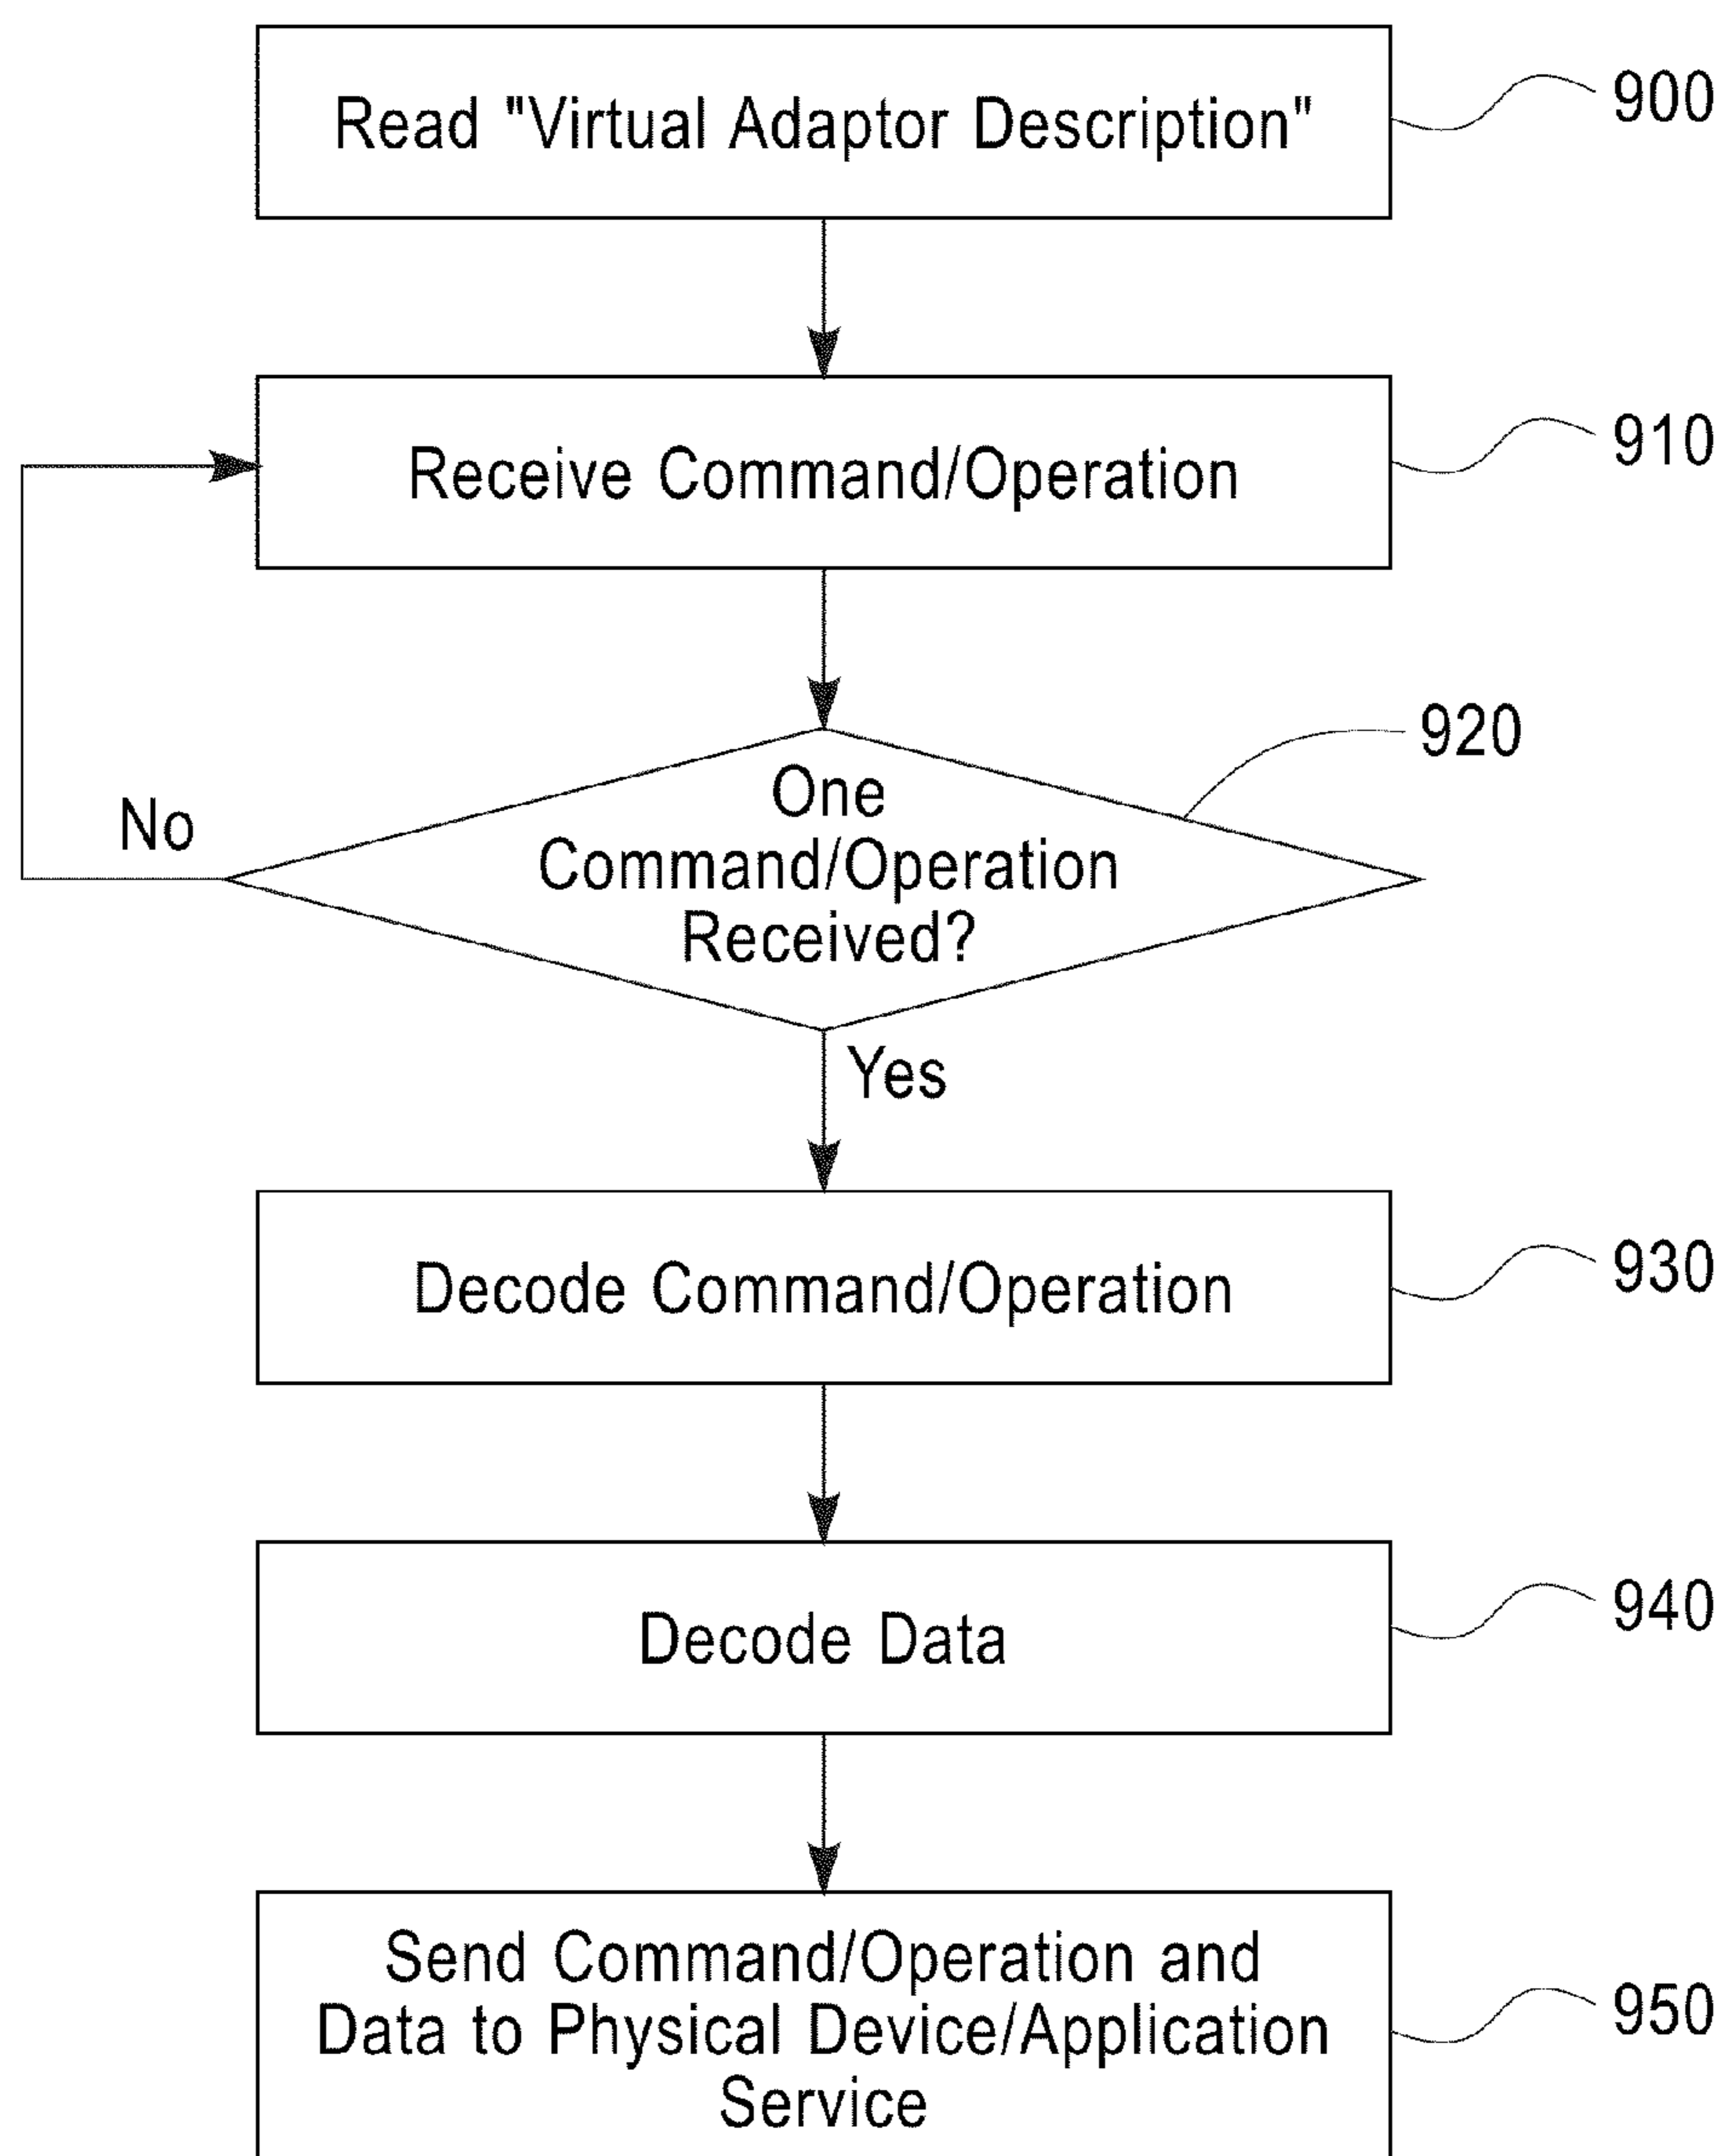 Read "Virtual Adaptor Description"
900
Receive Command/Operation
910
920
One
Command/Operation
Received?
No
Yes
Decode Command/Operation
930
Decode Data
940
Send Command/Operation and
Data to Physical Device/Application
Service
950